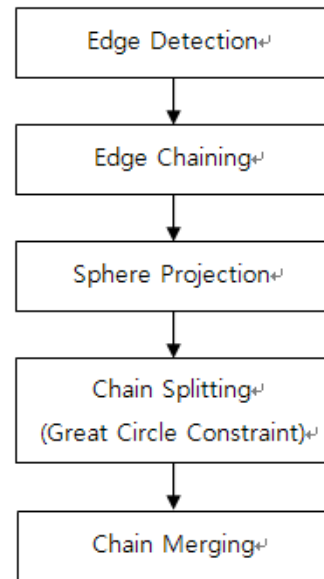 Edge Detection↵
Edge Chaining↵
Sphere Projection↵
Chain Splitting↵
(Great Circle Constraint)↵
Chain Merging↵